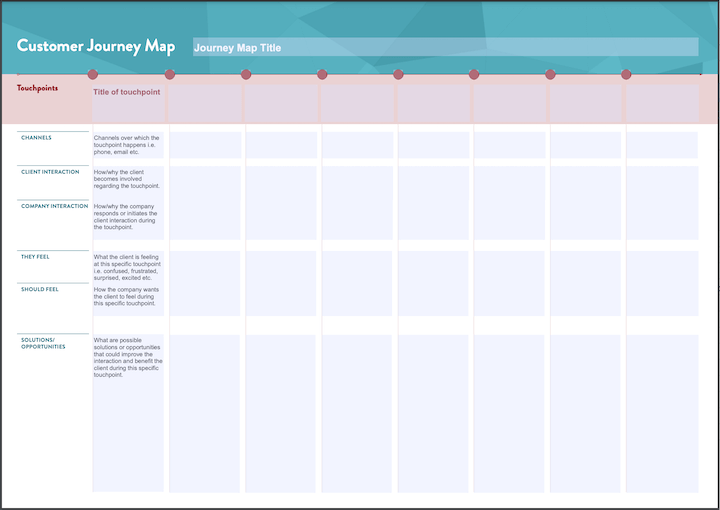 Customer Journey Map
Journey Map Title
Touchpoints
Title of touchpoint
CHANNELS
Channels over which the
touchpoint happens i.e.
phone, email etc.
CLIENT INTERACTION
How/why the client
becomes involved
regarding the touchpoint.
COMPANY INTERACTION
How/why the company
responds or initiates the
client interaction during
the touchpoint.
THEY FEEL
What the client is feeling
at this specific touchpoint
i.e. confused, frustrated,
surprised, excited etc.
SHOULD FEEL
How the company wants
the client to feel during
this specific touchpoint.
SOLUTIONS/
OPPORTUNITIES
What are possible
solutions or opportunities
that could improve the
interaction and benefit the
client during this specific
touchpoint.